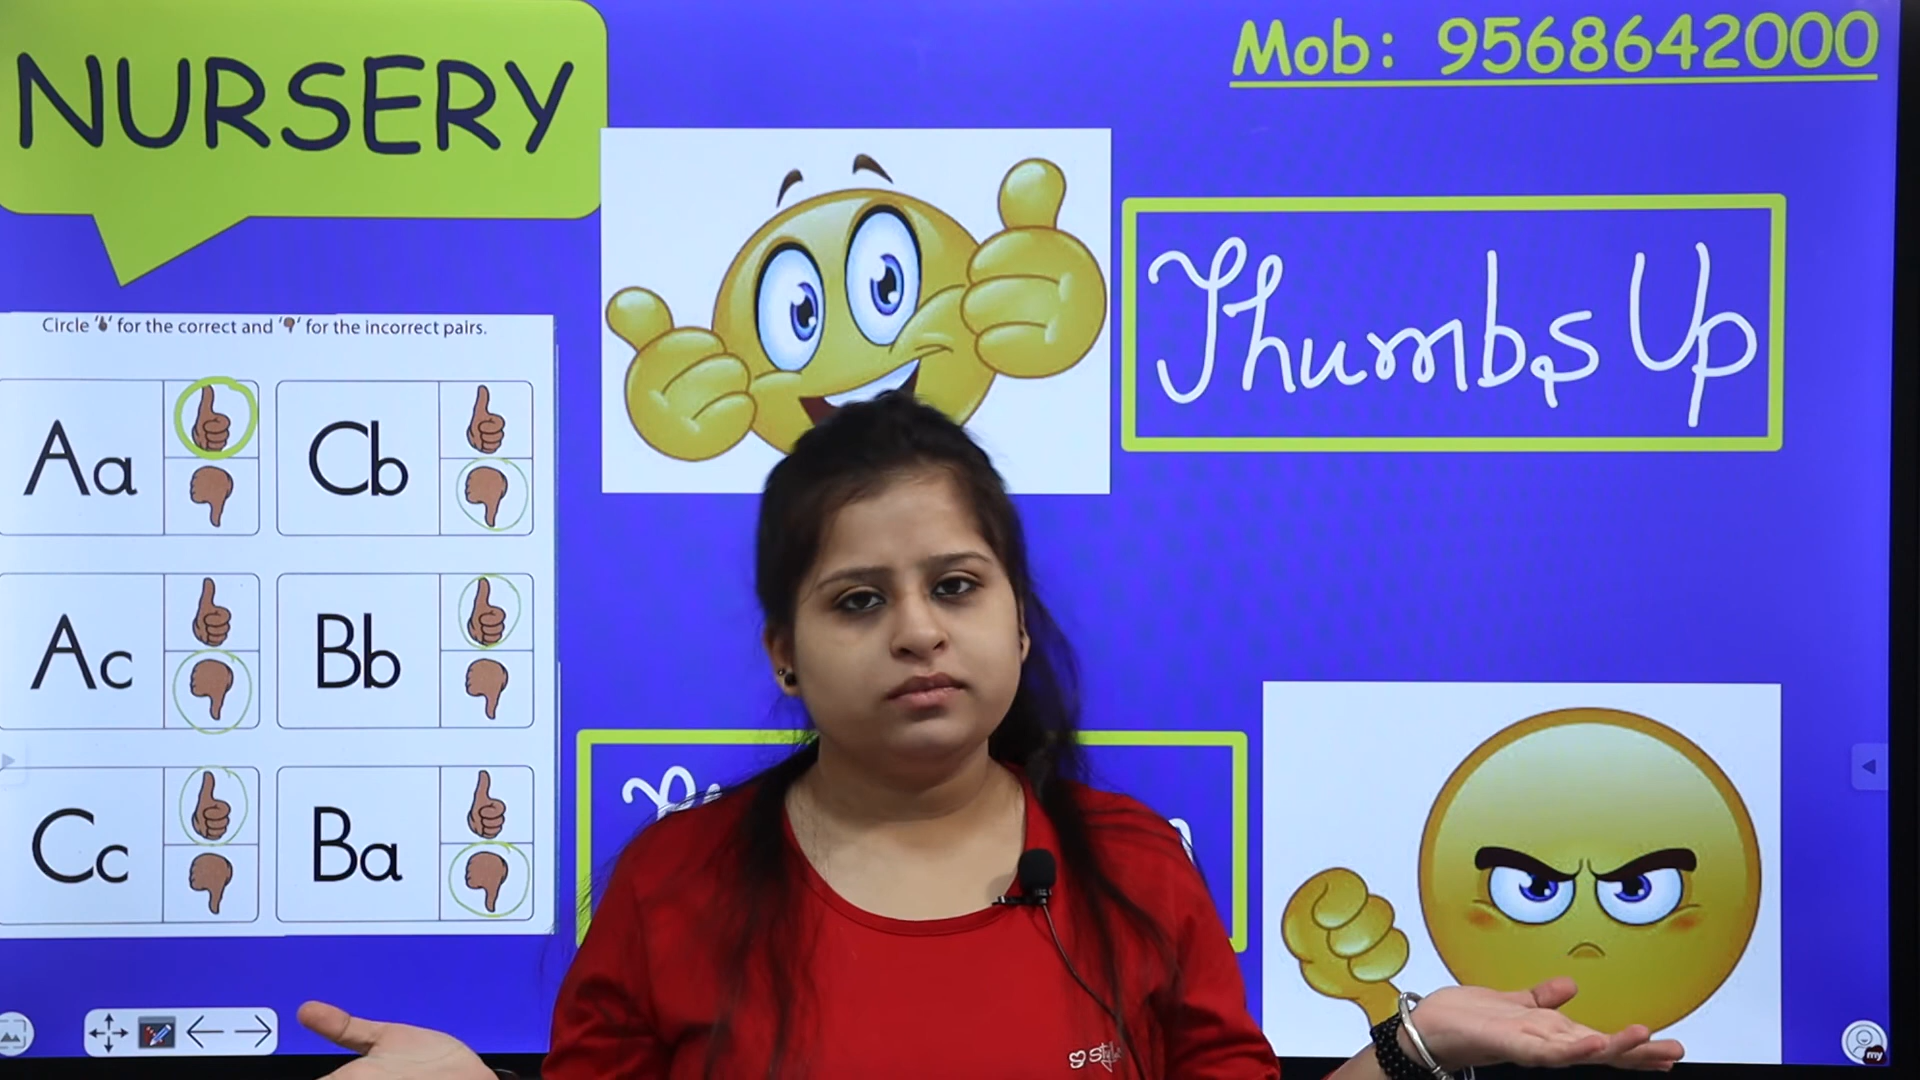 NURSERY
Mob: 9568642000
Thumbs Up
Circle '👍' for the correct and '👎' for the incorrect pairs.
Aa
Cb
Ac
Bb
Cc
Ba
my